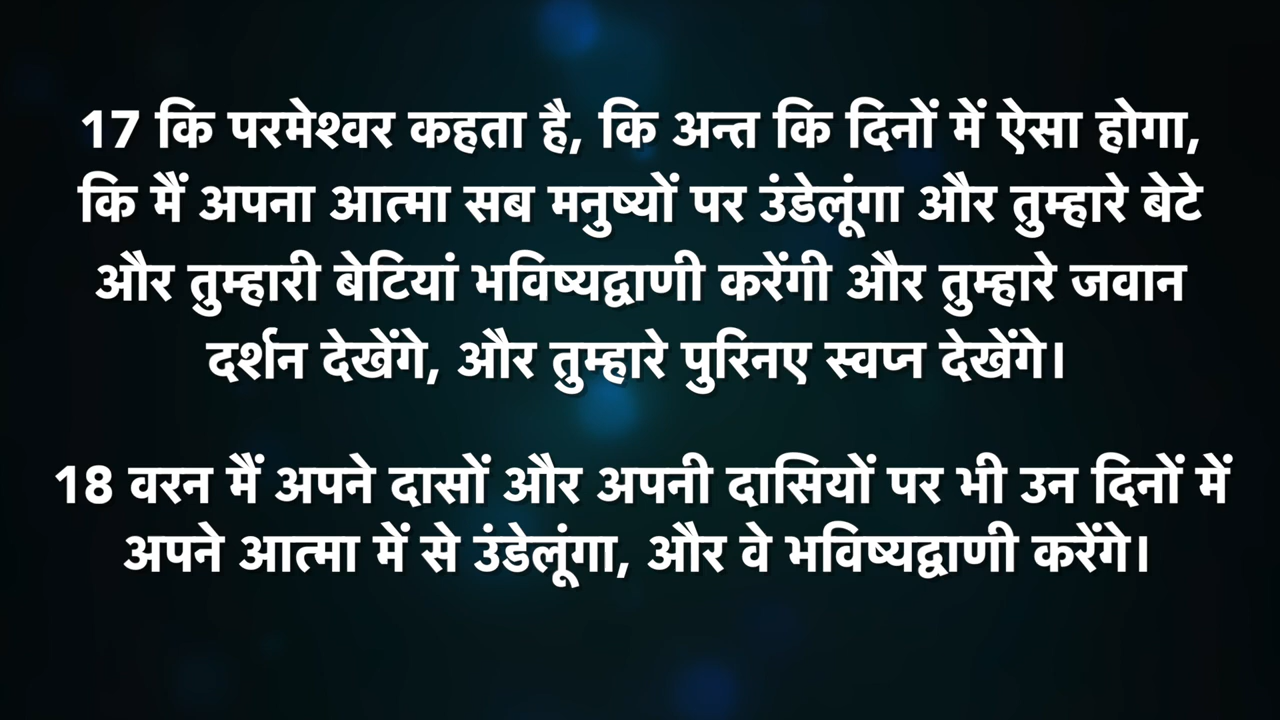 17 कि परमेश्वर कहता है, कि अन्त कि दिनों में ऐसा होगा,
कि मैं अपना आत्मा सब मनुष्यों पर उंडेलूंगा और तुम्हारे बेटे
और तुम्हारी बेटियां भविष्यद्वाणी करेंगी और तुम्हारे जवान
दर्शन देखेंगे, और तुम्हारे पुरिनए स्वप्न देखेंगे।
18 वरन मैं अपने दासों और अपनी दासियों पर भी उन दिनों में
अपने आत्मा में से उंडेलूंगा, और वे भविष्यद्वाणी करेंगे।